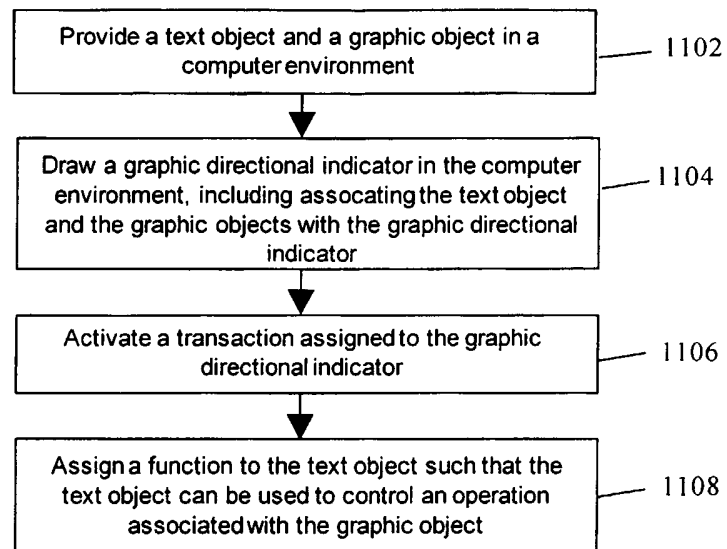 Provide a text object and a graphic object in a
computer environment
1102
Draw a graphic directional indicator in the computer
environment, including assocating the text object
and the graphic objects with the graphic directional
indicator
1104
Activate a transaction assigned to the graphic
directional indicator
1106
Assign a function to the text object such that the
text object can be used to control an operation
associated with the graphic object
1108